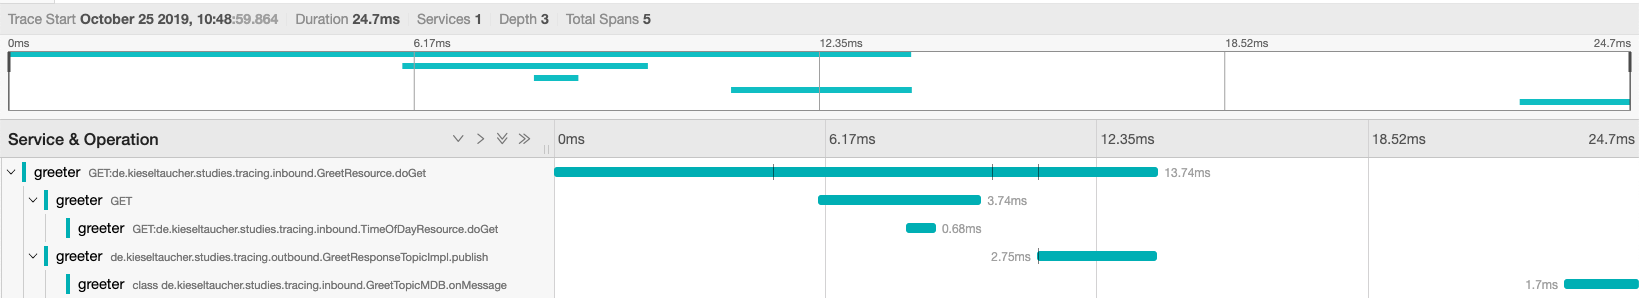 Trace Start October 25 2019, 10:48:59.864 Duration 24.7ms Services 1 Depth 3 Total Spans 5
0ms 6.17ms 12.35ms 18.52ms 24.7ms
Service & Operation 0ms 6.17ms 12.35ms 18.52ms 24.7ms
greeter GET:de.kieseltaucher.studies.tracing.inbound.GreetResource.doGet 13.74ms
greeter GET 3.74ms
greeter GET:de.kieseltaucher.studies.tracing.inbound.TimeOfDayResource.doGet 0.68ms
greeter de.kieseltaucher.studies.tracing.outbound.GreetResponseTopicImpl.publish 2.75ms
greeter class de.kieseltaucher.studies.tracing.inbound.GreetTopicMDB.onMessage 1.7ms